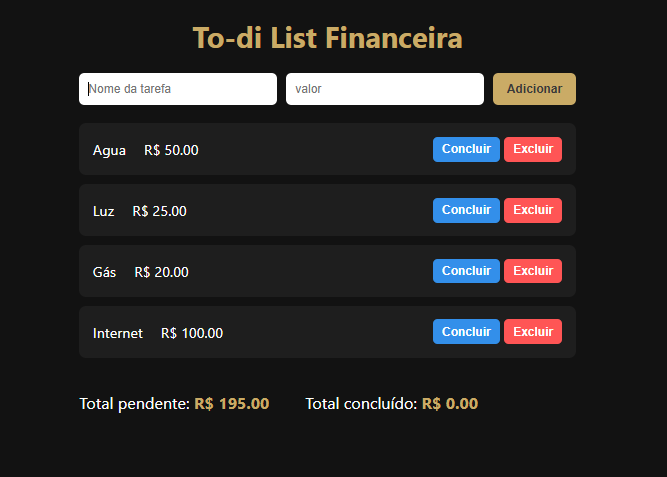 To-di List Financeira
Nome da tarefa valor Adicionar
Agua R$ 50.00 Concluir Excluir
Luz R$ 25.00 Concluir Excluir
Gás R$ 20.00 Concluir Excluir
Internet R$ 100.00 Concluir Excluir
Total pendente: R$ 195.00 Total concluído: R$ 0.00